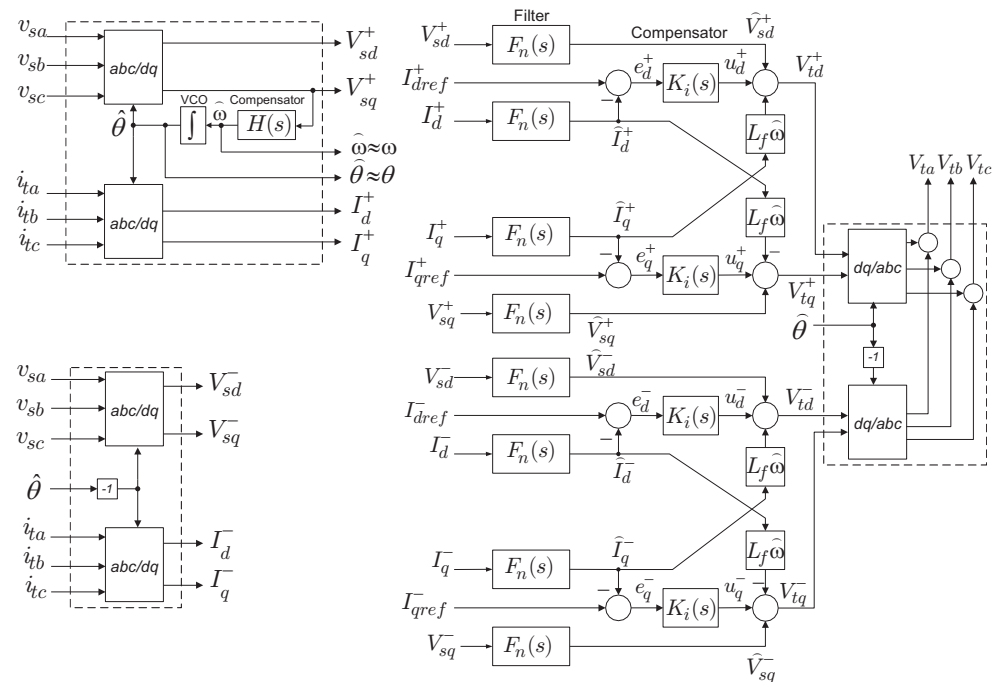 v_sa
v_sb
v_sc
abc/dq
V_sd^+
V_sq^+
VCO
ω̂
Compensator
θ̂
∫
H(s)
ω̂≈ω
θ̂≈θ
i_ta
i_tb
i_tc
abc/dq
I_d^+
I_q^+
v_sa
v_sb
v_sc
abc/dq
V_sd^-
V_sq^-
θ̂
-1
i_ta
i_tb
i_tc
abc/dq
I_d^-
I_q^-
Filter
Compensator
V̂_sd^+
V_sd^+
F_n(s)
I_dref^+
e_d^+
K_i(s)
u_d^+
V_td^+
−
I_d^+
F_n(s)
Î_d^+
L_f ω̂
L_f ω̂
I_q^+
F_n(s)
Î_q^+
−
−
I_qref^+
e_q^+
K_i(s)
u_q^+
V_tq^+
V_sq^+
F_n(s)
V̂_sq^+
V_sd^-
F_n(s)
V̂_sd^-
I_dref^-
e_d^-
K_i(s)
u_d^-
V_td^-
−
I_d^-
F_n(s)
Î_d^-
L_f ω̂
L_f ω̂
I_q^-
F_n(s)
Î_q^-
−
−
I_qref^-
e_q^-
K_i(s)
u_q^-
V_tq^-
V_sq^-
F_n(s)
V̂_sq^-
V_ta
V_tb
V_tc
dq/abc
θ̂
-1
dq/abc